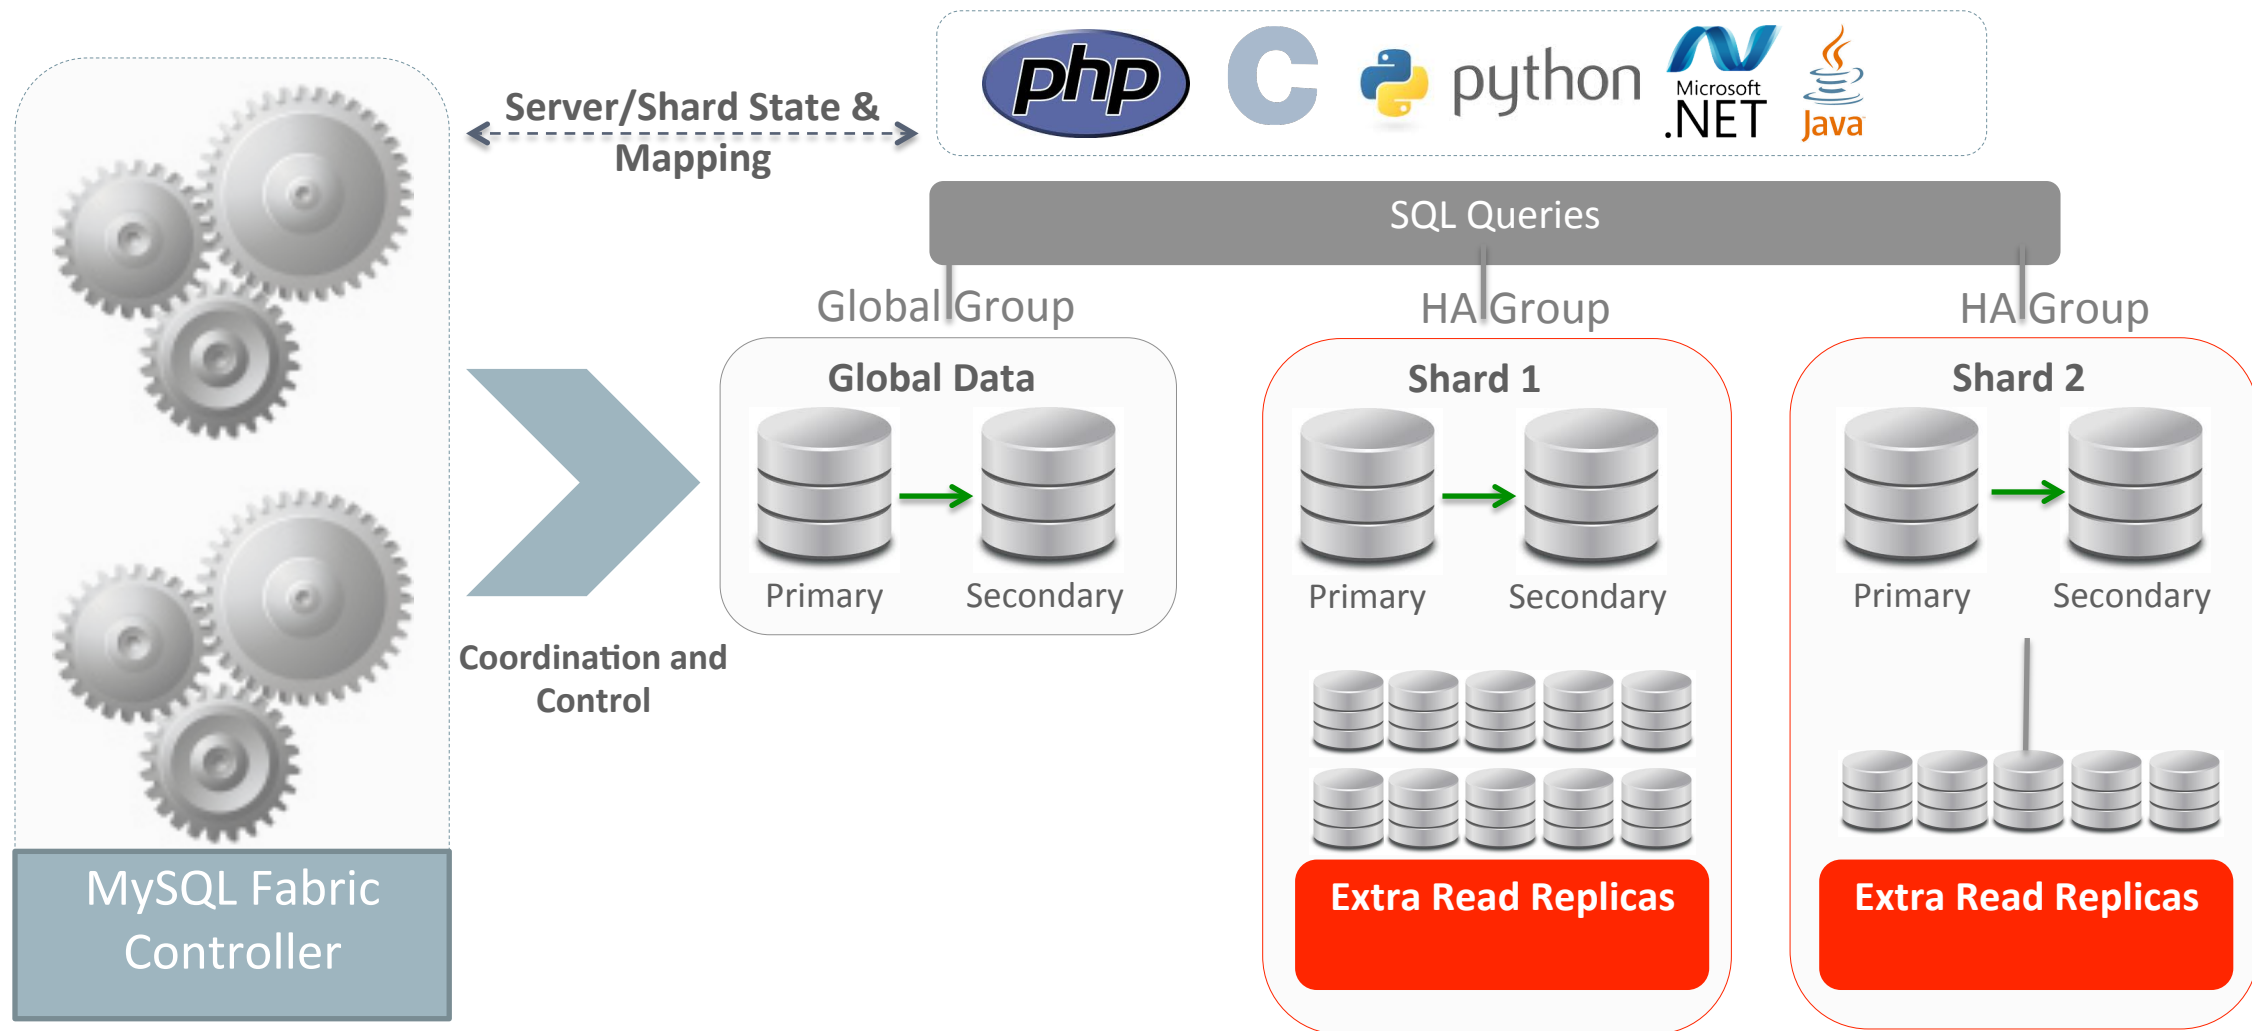 php
C
python
Microsoft
.NET
Java
Server/Shard State &
Mapping
SQL Queries
Global Group
HA Group
HA Group
Global Data
Shard 1
Shard 2
Primary
Secondary
Primary
Secondary
Primary
Secondary
Coordination and
Control
MySQL Fabric
Controller
Extra Read Replicas
Extra Read Replicas